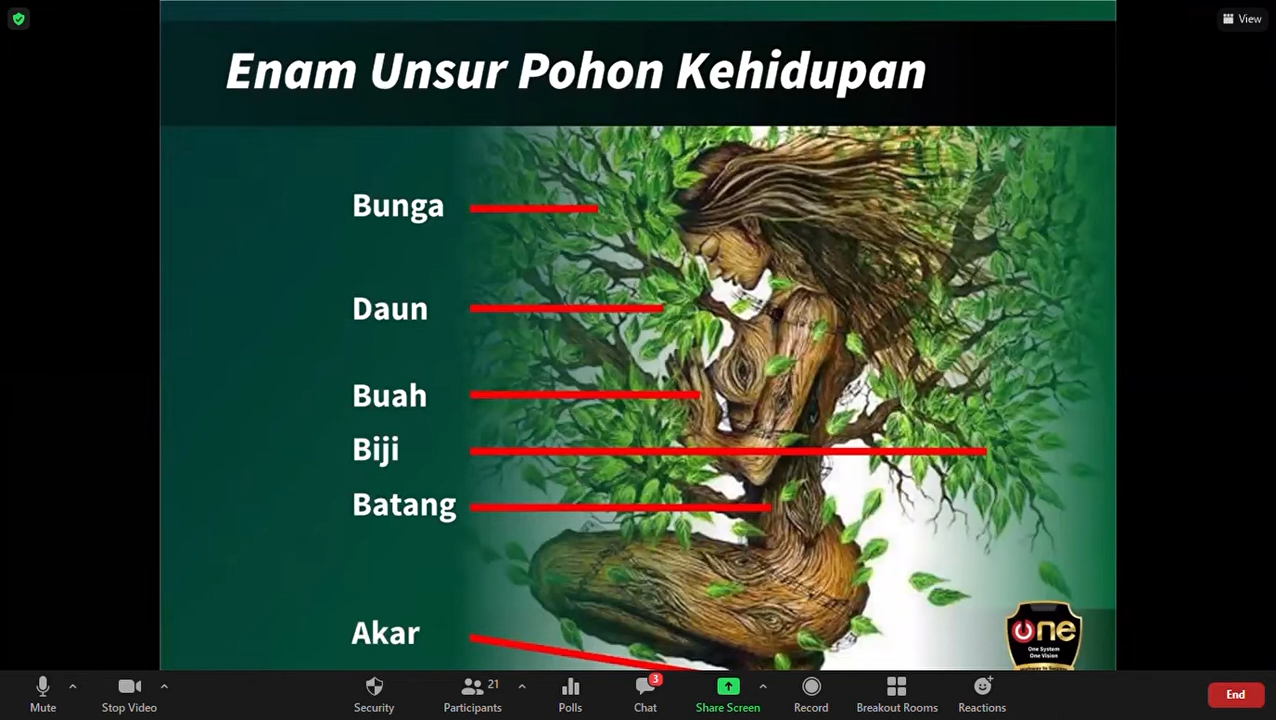 View
Enam Unsur Pohon Kehidupan
Bunga
Daun
Buah
Biji
Batang
Akar
one
One System
One Vision
Mute
Stop Video
Security
21
Participants
Polls
3
Chat
Share Screen
Record
Breakout Rooms
Reactions
End